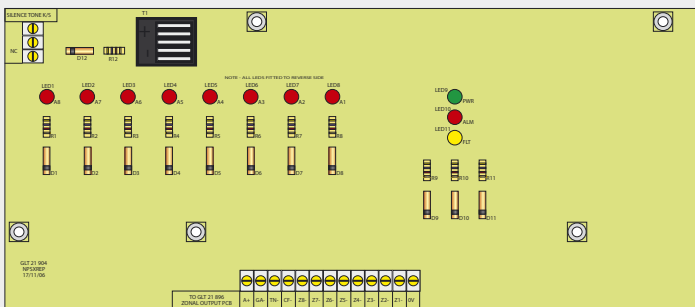 SILENCE TONE K/S
T1
NC
D12
R12
NOTE - ALL LEDS FITTED TO REVERSE SIDE
LED1 LED2 LED3 LED4 LED5 LED6 LED7 LED8
A8 A7 A6 A5 A4 A3 A2 A1
LED9
PWR
LED10
ALM
LED11
FLT
R1 R2 R3 R4 R5 R6 R7 R8
D1 D2 D3 D4 D5 D6 D7 D8
R9 R10 R11
D9 D10 D11
GLT 21 904
NPSXREP
17/11/06
TO GLT 21 896
ZONAL OUTPUT PCB
A+ GA- TN- CF- Z8- Z7- Z6- Z5- Z4- Z3- Z2- Z1- 0V